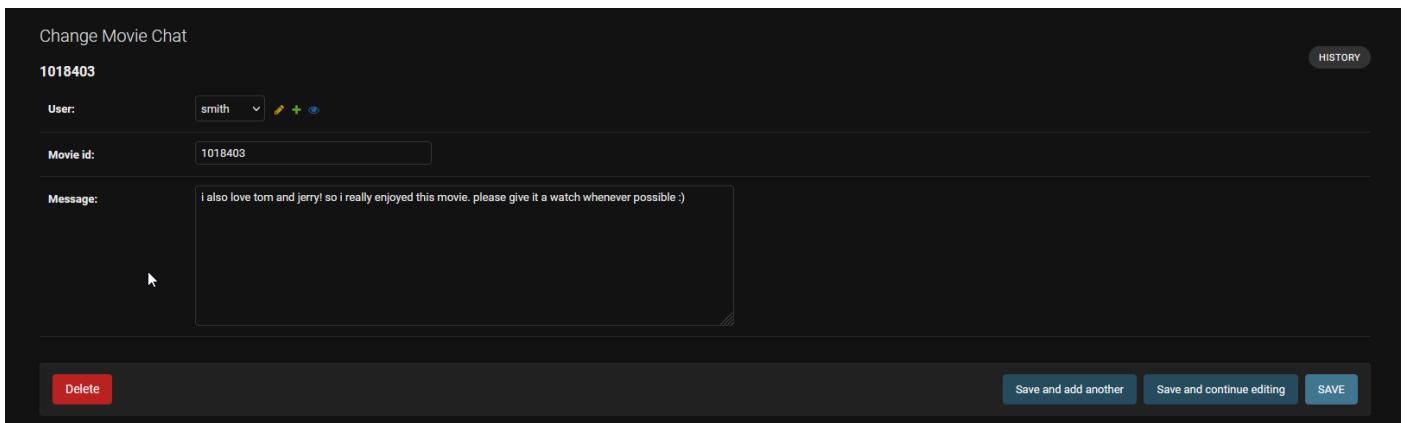 Change Movie Chat
HISTORY
1018403
User:
smith
Movie id:
1018403
Message:
i also love tom and jerry! so i really enjoyed this movie. please give it a watch whenever possible :)
Delete
Save and add another
Save and continue editing
SAVE